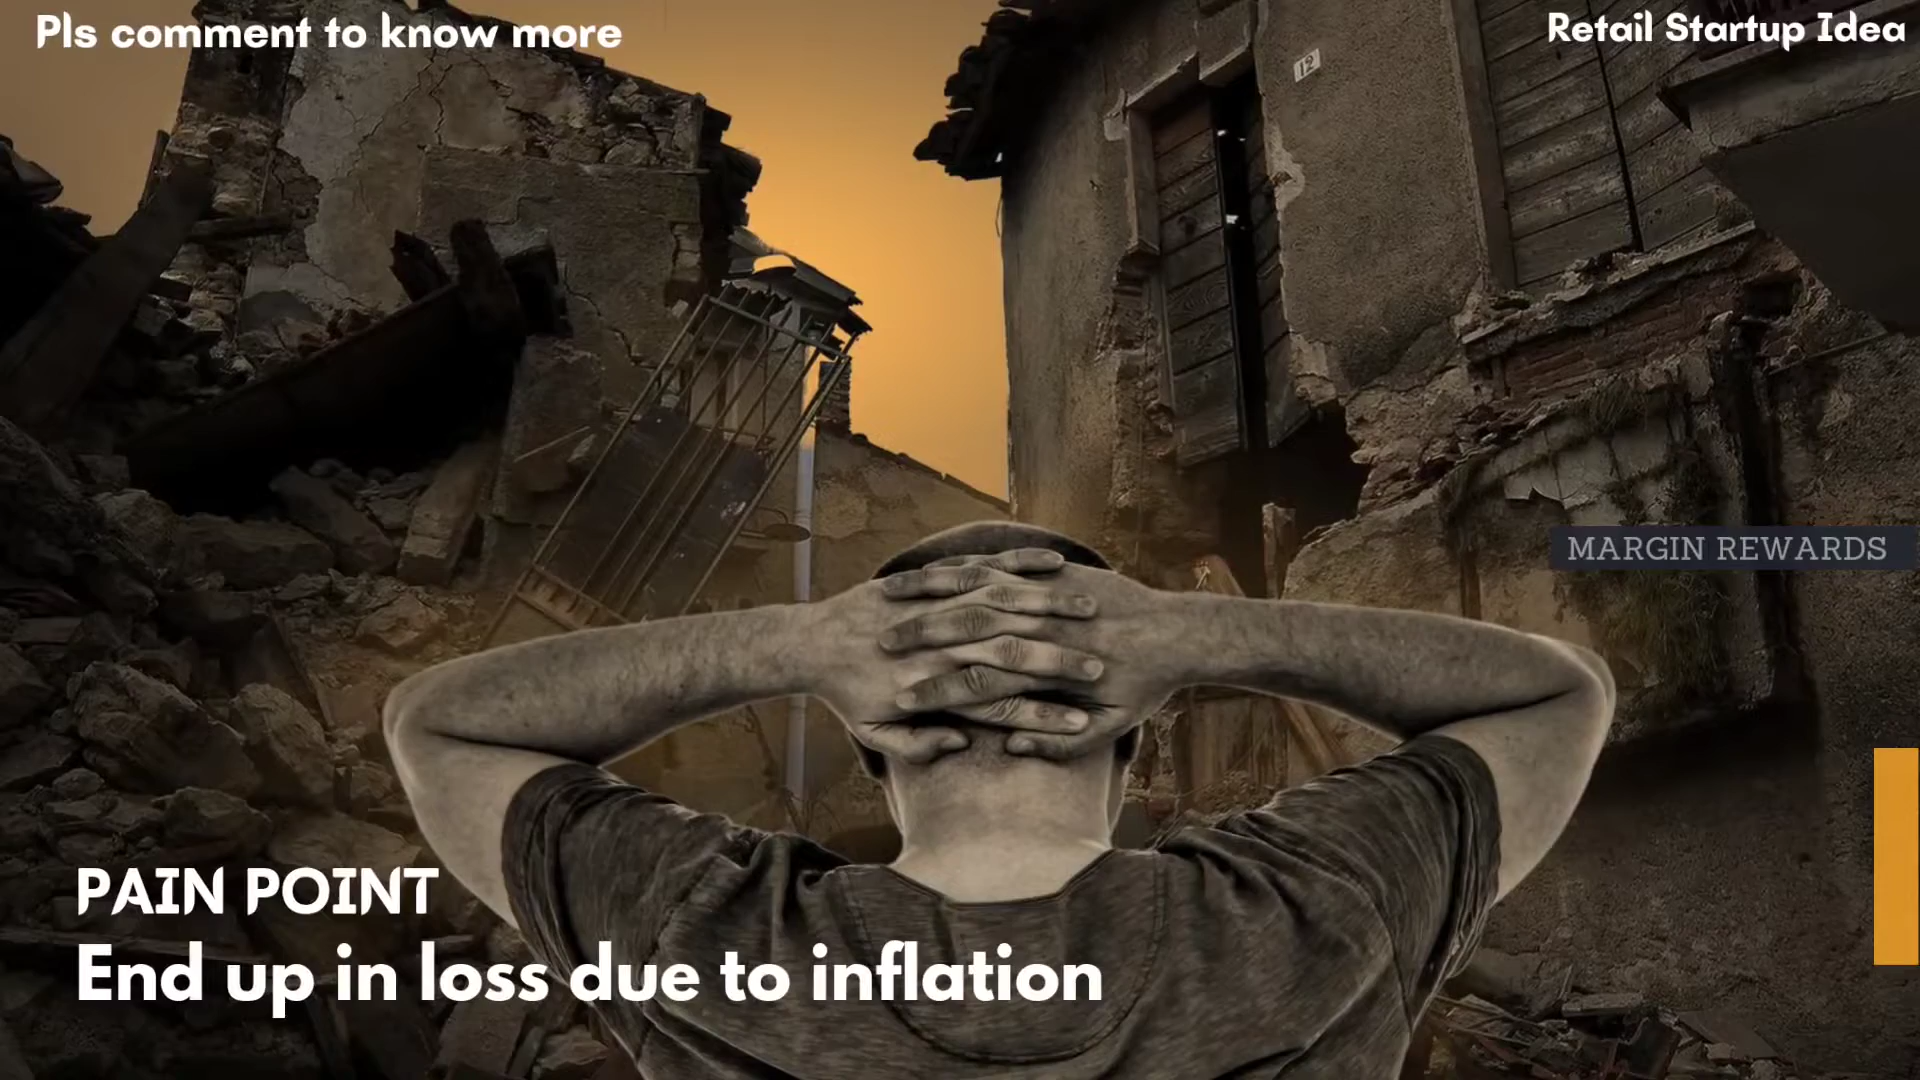 Pls comment to know more
Retail Startup Idea
12
MARGIN REWARDS
PAIN POINT
End up in loss due to inflation